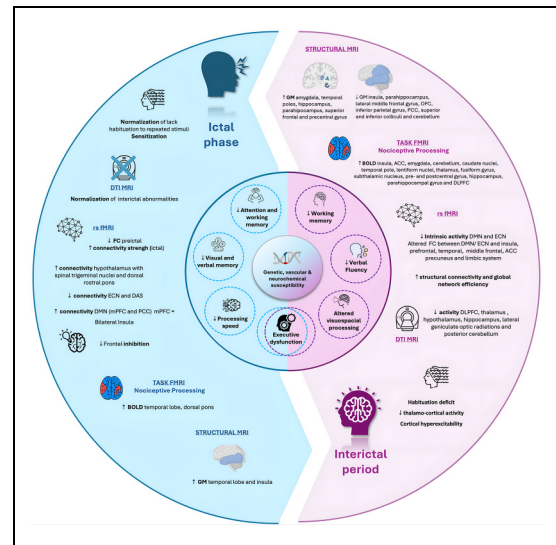 Ictal
phase
Normalization of lack
habituation to repeated stimuli
Sensitization
DTI MRI
Normalization of interictal abnormalities
rs fMRI
↓ FC preictal
↑ connectivity strengh (ictal)
↑ connectivity hypothalamus with
spinal trigeminal nuclei and dorsal
rostral pons
↓ connectivity ECN and DAS
↑ connectivity DMN (mPFC and PCC) mPFC +
Bilateral Insula
↓ Frontal inhibition
TASK FMRI
Nociceptive Processing
↑ BOLD temporal lobe, dorsal pons
STRUCTURAL MRI
↑ GM temporal lobe and insula
↓ Attention and
working
memory
↓ Visual and
verbal memory
↓ Processing
speed
Executive
dysfunction
Genetic, vascular &
neurochemical
susceptibility
↓ Working
memory
↓ Verbal
Fluency
Altered
visuospacial
processing
STRUCTURAL MRI
↑ GM amygdala, temporal
poles, hippocampus,
parahippocampus, superior
frontal and precentral gyrus
↓ GM insula, parahippocampus,
lateral middle frontal gyrus, OFC,
inferior parietal gyrus, PCC, superior
and inferior colliculi and cerebellum
TASK FMRI
Nociceptive Processing
↑ BOLD insula, ACC, amygdala, cerebellum, caudate nuclei,
temporal pole, lentiform nuclei, thalamus, fusiform gyrus,
subthalamic nucleus, pre- and postcentral gyrus, hippocampus,
parahippocampal gyrus and DLPFC
rs fMRI
↓ Intrinsic activity DMN and ECN
Altered FC between DMN/ ECN and insula,
prefrontal, temporal, middle frontal, ACC
precuneus and limbic system
↑ structural connectivity and global
network efficiency
↓ activity DLPFC, thalamus ,
hypothalamus, hippocampus, lateral
geniculate optic radiations and
posterior cerebellum
DTI MRI
Habituation deficit
↓ thalamo-cortical activity
Cortical hyperexcitability
Interictal
period